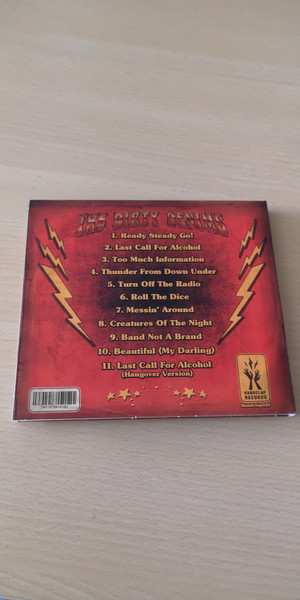 THE DIRTY DENIMS
1. Ready Steady Go!
2. Last Call For Alcohol
3. Too Much Information
4. Thunder From Down Under
5. Turn Off The Radio
6. Roll The Dice
7. Messin' Around
8. Creatures Of The Night
9. Band Not A Brand
10. Beautiful (My Darling)
11. Last Call For Alcohol
(Hangover Version)
HANDCLAP
RECORDS